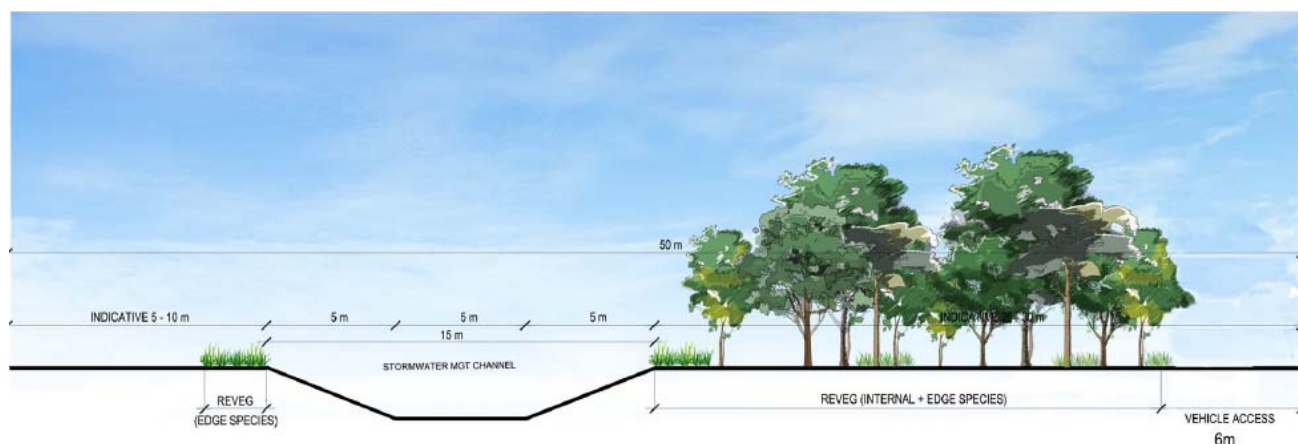 50 m
INDICATIVE 5 - 10 m
5 m
5 m
5 m
15 m
STORMWATER MGT CHANNEL
REVEG
(EDGE SPECIES)
REVEG (INTERNAL + EDGE SPECIES)
VEHICLE ACCESS
6m